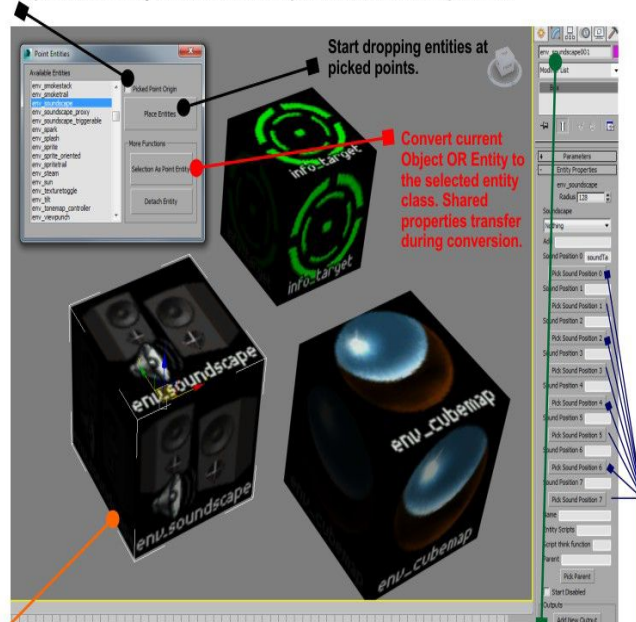 Point Entities
Available Entities
env_smokestack
env_smoketrail
env_soundscape
env_soundscape_proxy
env_soundscape_triggerable
env_spark
env_splash
env_sprite
env_sprite_oriented
env_spritetrail
env_steam
env_sun
env_texturetoggle
env_tilt
env_tonemap_controller
env_viewpunch
Picked Point Origin
Place Entities
More Functions
Selection As Point Entity
Detach Entity
Start dropping entities at
picked points.
Convert current
Object OR Entity to
the selected entity
class. Shared
properties transfer
during conversion.
info_target
info_target
env_soundscape
env_soundscape
env_cubemap
env_cubemap
env_soundscape001
List
Box
+ Parameters
- Entity Properties
env_soundscape
Radius 128
Soundscape
Nothing
Sound Position 0 soundTa
Pick Sound Position 0
Sound Position 1
Pick Sound Position 1
Sound Position 2
Pick Sound Position 2
Sound Position 3
Pick Sound Position 3
Sound Position 4
Pick Sound Position 4
Sound Position 5
Pick Sound Position 5
Sound Position 6
Pick Sound Position 6
Sound Position 7
Pick Sound Position 7
Name
Entity Scripts
Script think function
Parent
Pick Parent
Start Disabled
Outputs
Add New Output